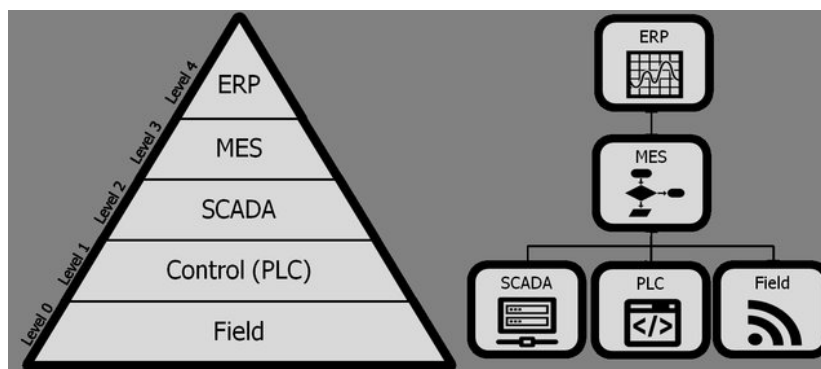 Level 4
ERP
Level 3
MES
Level 2
SCADA
Level 1
Control (PLC)
Level 0
Field
ERP
MES
SCADA
PLC
</>
Field